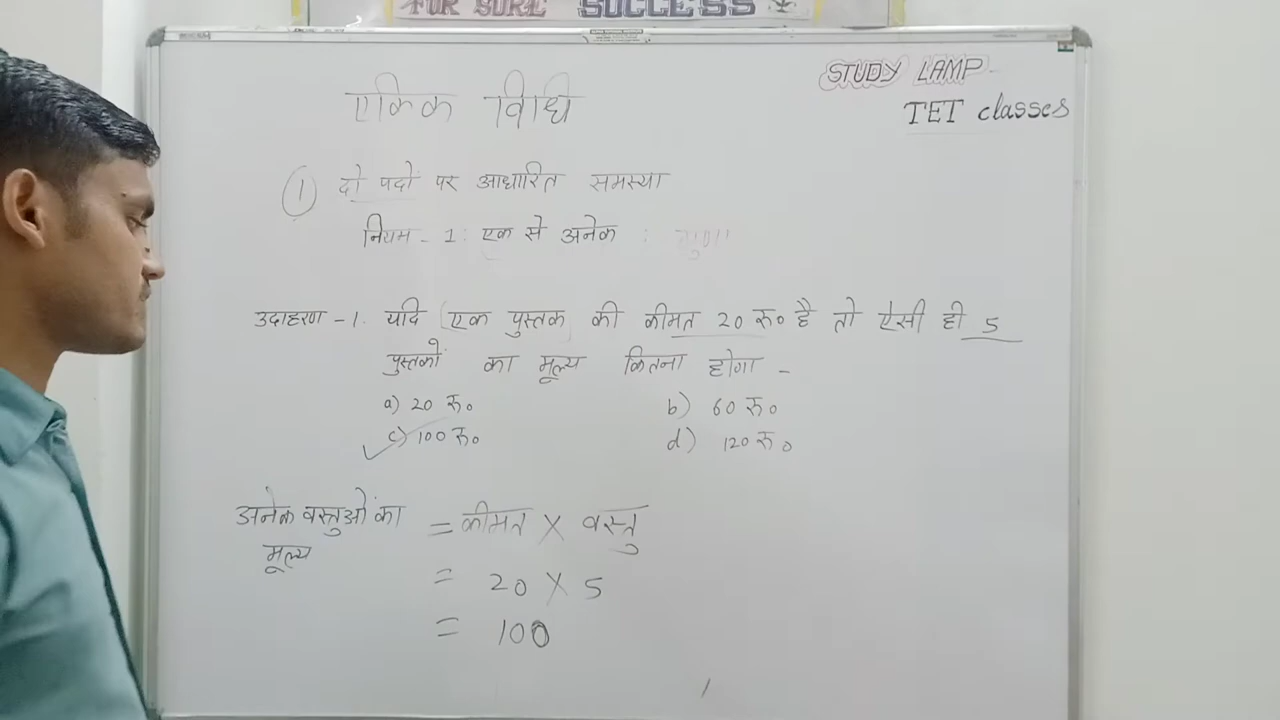 FOR SURE SUCCESS
STUDY LAMP
TET classes
एकिक विधि
① दो पदो पर आधारित समस्या
नियम - 1 : एक से अनेक : गुणा
उदाहरण - 1. यदि (एक पुस्तक) की कीमत 20 रु० है तो ऐसी ही 5
पुस्तकों का मूल्य कितना होगा -
a) 20 रु० b) 60 रु०
c) 100 रु० d) 120 रु०
अनेक वस्तुओं का = कीमत X वस्तु
मूल्य
= 20 X 5
= 100